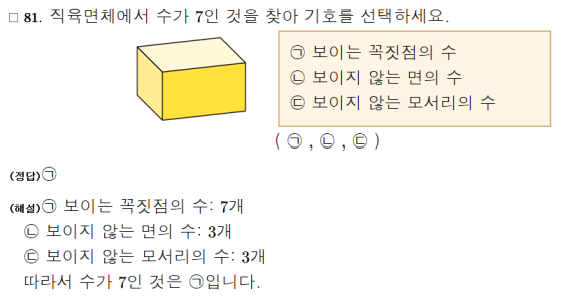 □ 81. 직육면체에서 수가 7인 것을 찾아 기호를 선택하세요.
㉠ 보이는 꼭짓점의 수
㉡ 보이지 않는 면의 수
㉢ 보이지 않는 모서리의 수
( ㉠ , ㉡ , ㉢ )
(정답)㉠
(해설)㉠ 보이는 꼭짓점의 수: 7개
㉡ 보이지 않는 면의 수: 3개
㉢ 보이지 않는 모서리의 수: 3개
따라서 수가 7인 것은 ㉠입니다.